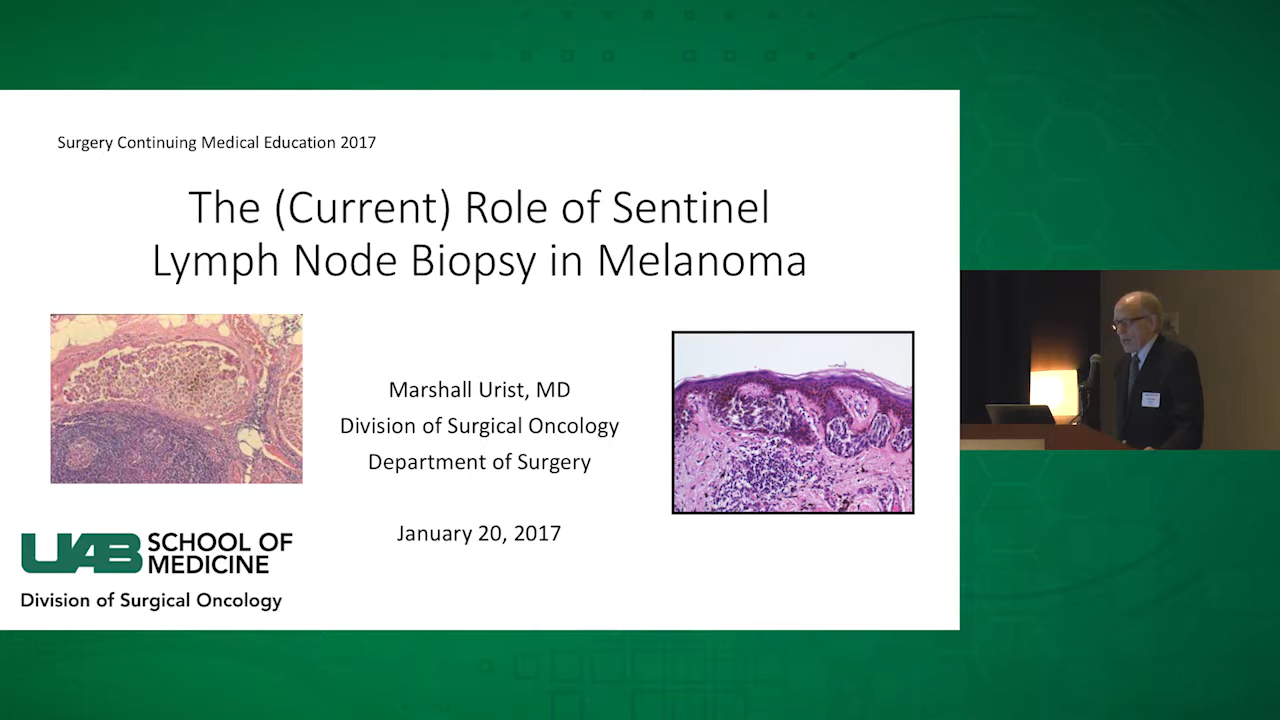 Surgery Continuing Medical Education 2017
The (Current) Role of Sentinel
Lymph Node Biopsy in Melanoma
Marshall Urist, MD
Division of Surgical Oncology
Department of Surgery
January 20, 2017
UAB SCHOOL OF
MEDICINE
Division of Surgical Oncology